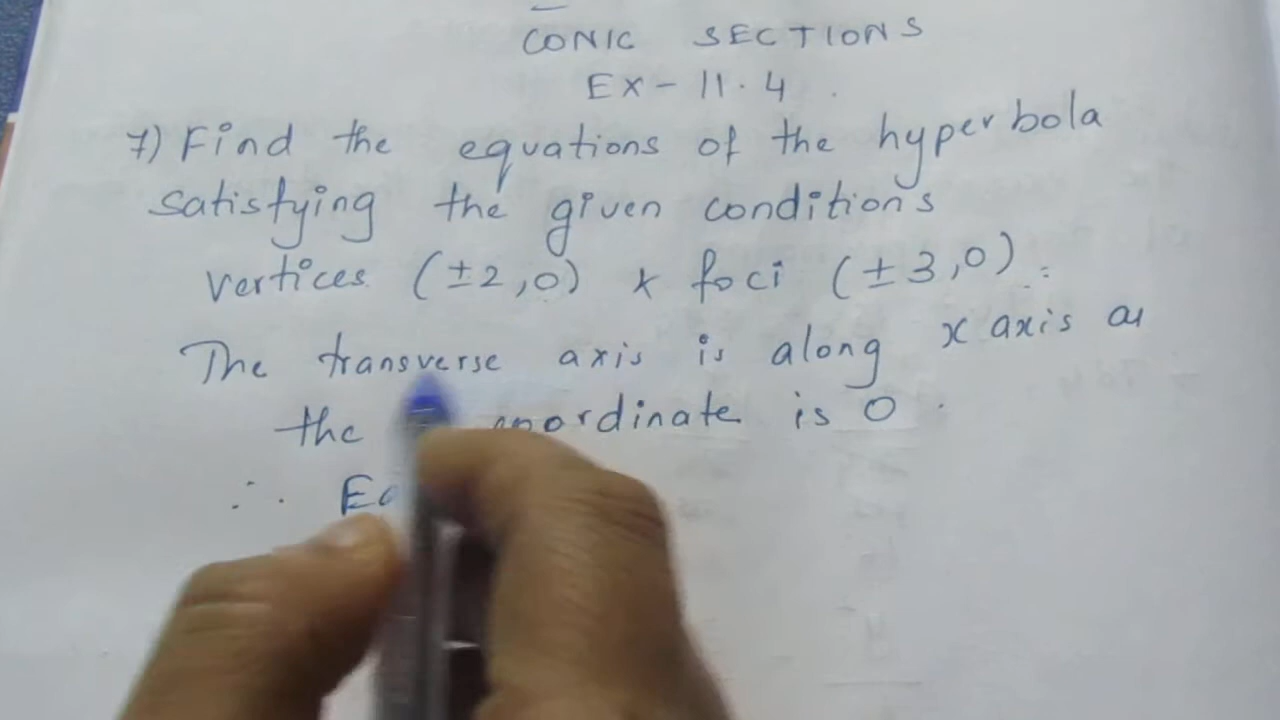 CONIC SECTIONS
EX - 11.4
7) Find the equations of the hyperbola
satisfying the given conditions
vertices (±2,0) & foci (±3,0).
The transverse axis is along x axis as
the coordinate is 0.
∴